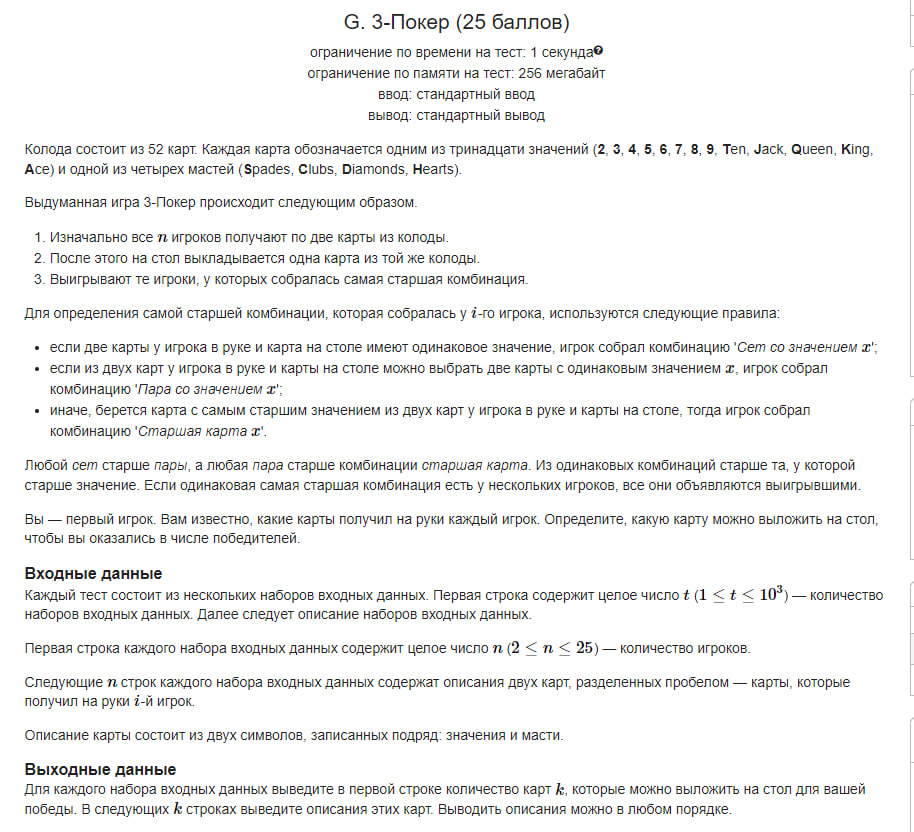 G. 3-Покер (25 баллов)
ограничение по времени на тест: 1 секунда?
ограничение по памяти на тест: 256 мегабайт
ввод: стандартный ввод
вывод: стандартный вывод
Колода состоит из 52 карт. Каждая карта обозначается одним из тринадцати значений (2, 3, 4, 5, 6, 7, 8, 9, Ten, Jack, Queen, King,
Ace) и одной из четырех мастей (Spades, Clubs, Diamonds, Hearts).
Выдуманная игра 3-Покер происходит следующим образом.
1. Изначально все n игроков получают по две карты из колоды.
2. После этого на стол выкладывается одна карта из той же колоды.
3. Выигрывают те игроки, у которых собралась самая старшая комбинация.
Для определения самой старшей комбинации, которая собралась у i-го игрока, используются следующие правила:
• если две карты у игрока в руке и карта на столе имеют одинаковое значение, игрок собрал комбинацию 'Сет со значением x';
• если из двух карт у игрока в руке и карты на столе можно выбрать две карты с одинаковым значением x, игрок собрал
комбинацию 'Пара со значением x';
• иначе, берется карта с самым старшим значением из двух карт у игрока в руке и карты на столе, тогда игрок собрал
комбинацию 'Старшая карта x'.
Любой сет старше пары, а любая пара старше комбинации старшая карта. Из одинаковых комбинаций старше та, у которой
старше значение. Если одинаковая самая старшая комбинация есть у нескольких игроков, все они объявляются выигрывшими.
Вы — первый игрок. Вам известно, какие карты получил на руки каждый игрок. Определите, какую карту можно выложить на стол,
чтобы вы оказались в числе победителей.
Входные данные
Каждый тест состоит из нескольких наборов входных данных. Первая строка содержит целое число t (1 ≤ t ≤ 10³) — количество
наборов входных данных. Далее следует описание наборов входных данных.
Первая строка каждого набора входных данных содержит целое число n (2 ≤ n ≤ 25) — количество игроков.
Следующие n строк каждого набора входных данных содержат описания двух карт, разделенных пробелом — карты, которые
получил на руки i-й игрок.
Описание карты состоит из двух символов, записанных подряд: значения и масти.
Выходные данные
Для каждого набора входных данных выведите в первой строке количество карт k, которые можно выложить на стол для вашей
победы. В следующих k строках выведите описания этих карт. Выводить описания можно в любом порядке.